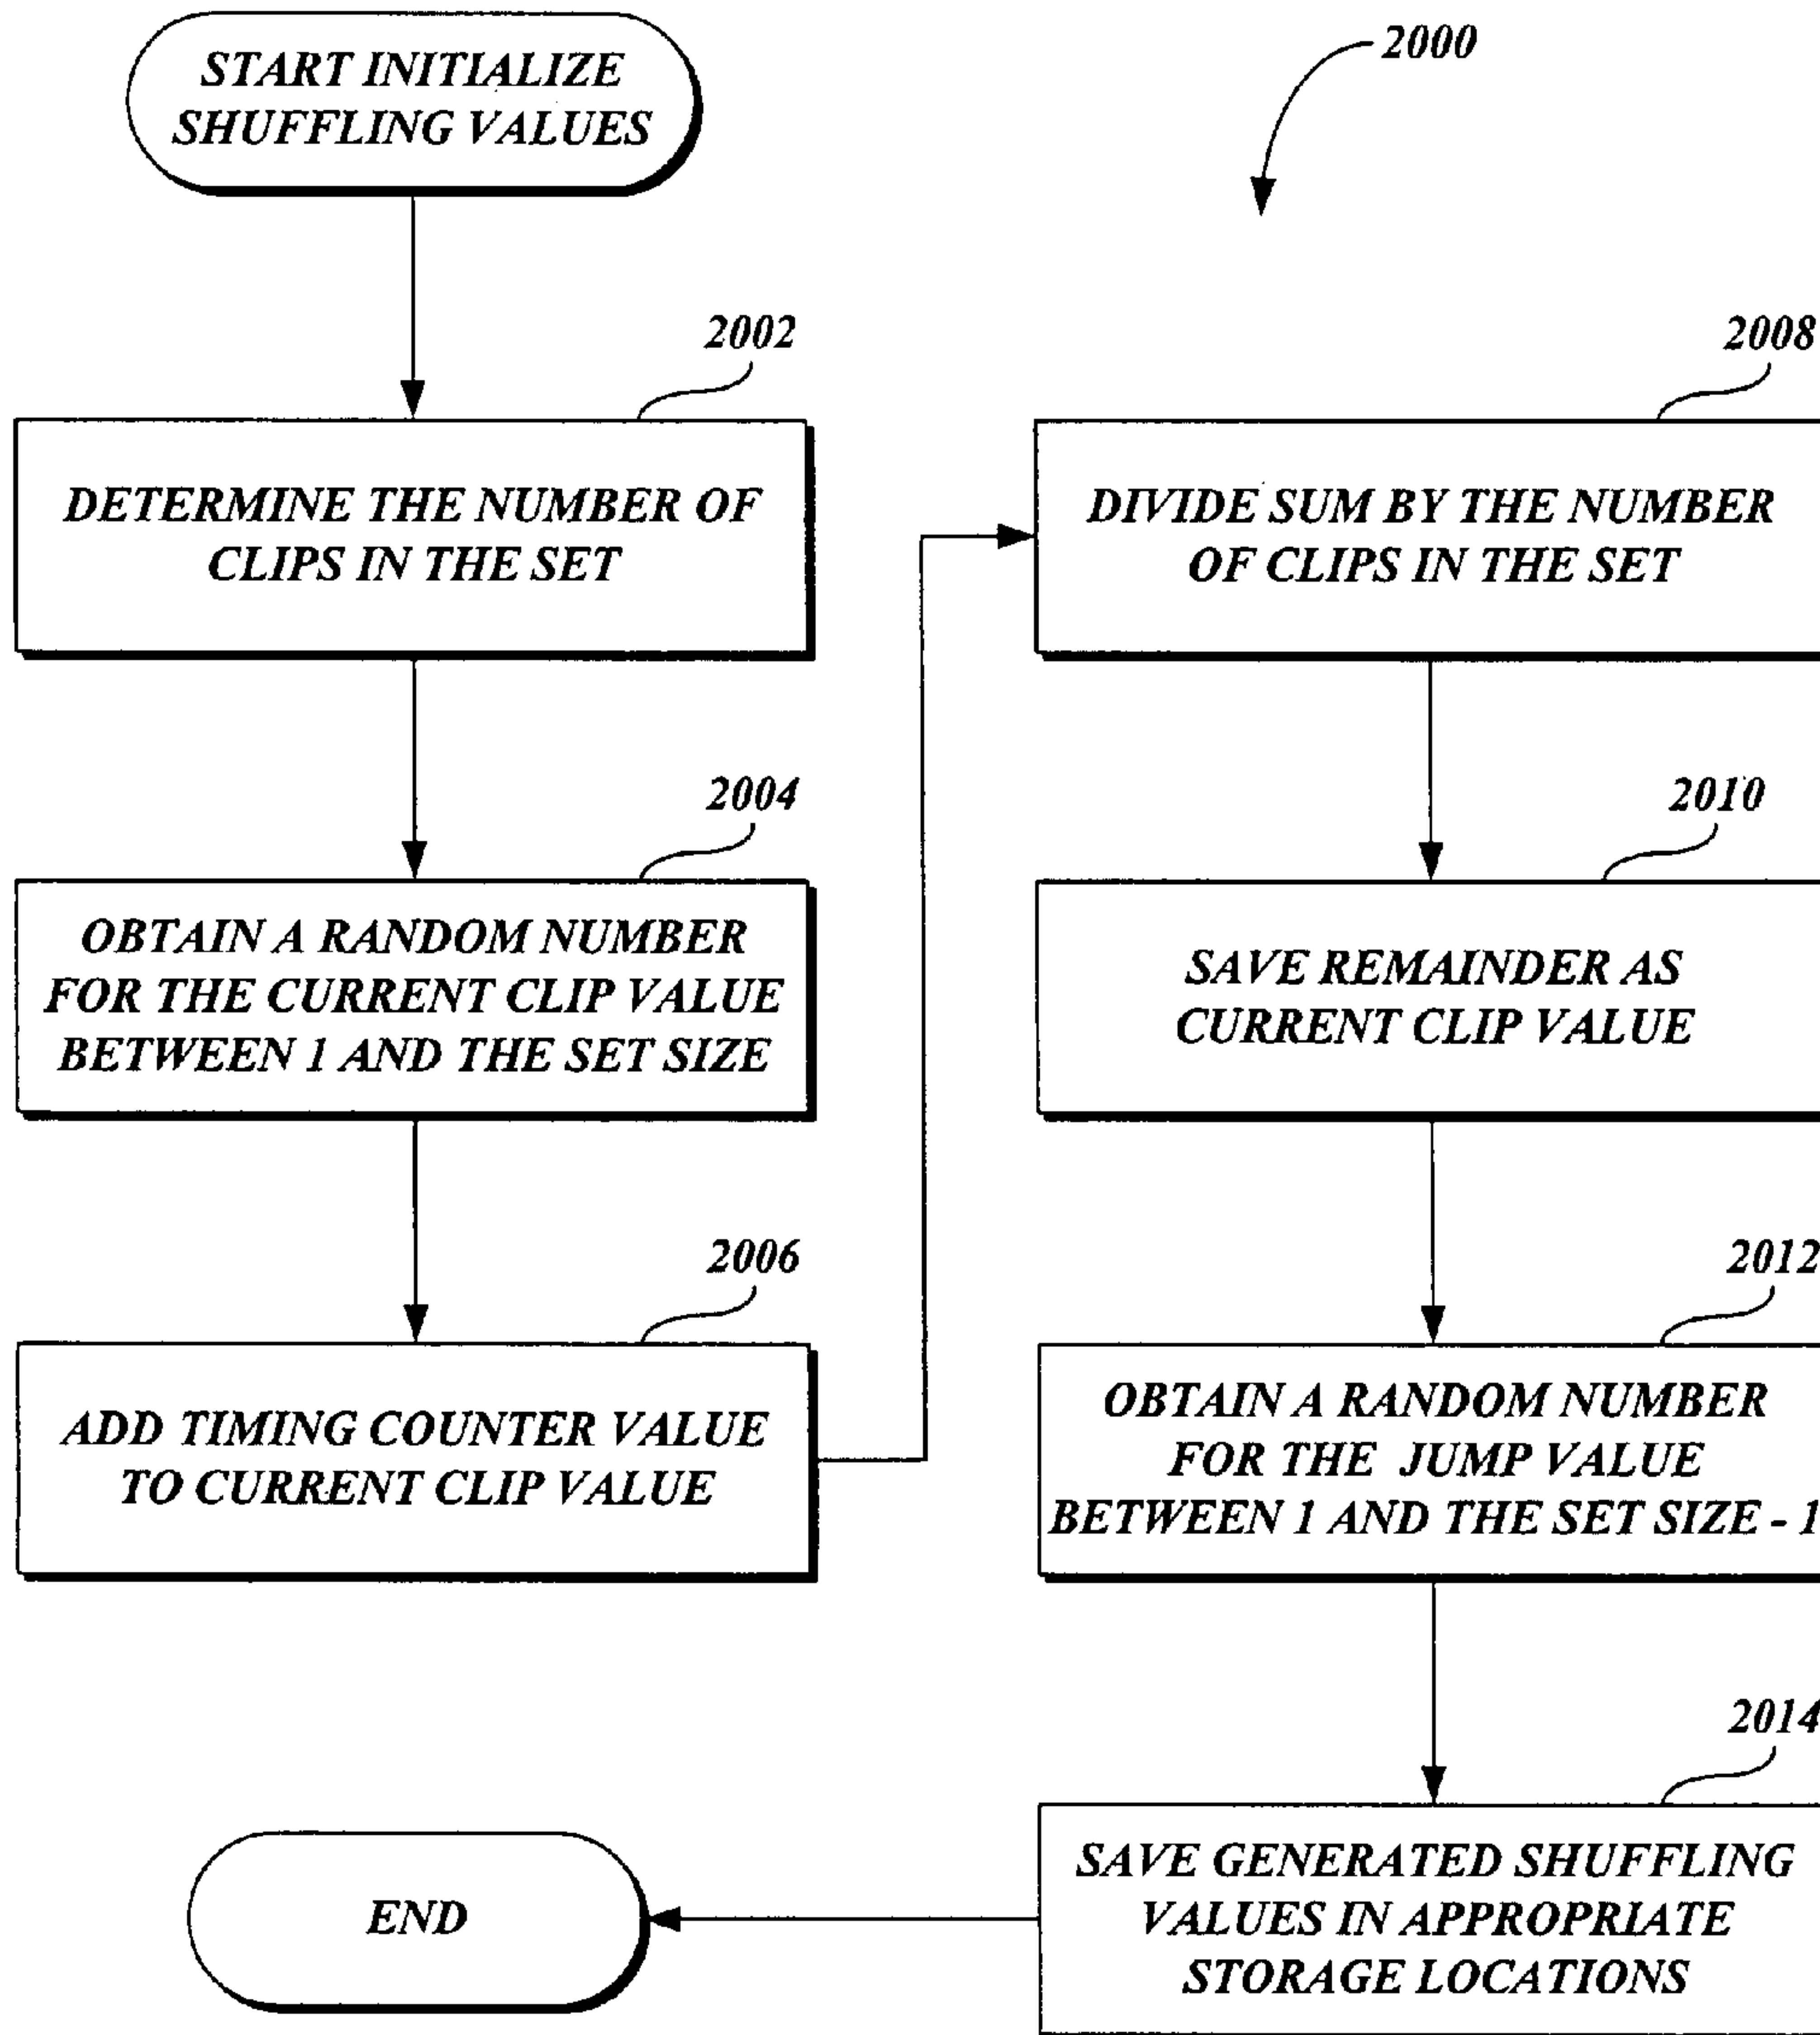 START INITIALIZE
SHUFFLING VALUES
2000
2002
DETERMINE THE NUMBER OF
CLIPS IN THE SET
2004
OBTAIN A RANDOM NUMBER
FOR THE CURRENT CLIP VALUE
BETWEEN 1 AND THE SET SIZE
2006
ADD TIMING COUNTER VALUE
TO CURRENT CLIP VALUE
2008
DIVIDE SUM BY THE NUMBER
OF CLIPS IN THE SET
2010
SAVE REMAINDER AS
CURRENT CLIP VALUE
2012
OBTAIN A RANDOM NUMBER
FOR THE JUMP VALUE
BETWEEN 1 AND THE SET SIZE - 1
2014
SAVE GENERATED SHUFFLING
VALUES IN APPROPRIATE
STORAGE LOCATIONS
END